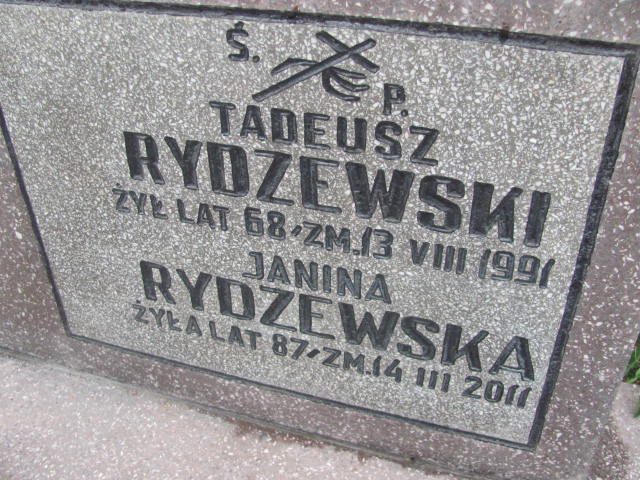 Ś. P.
TADEUSZ
RYDZEWSKI
ŻYŁ LAT 68, ZM. 13 VIII 1991
JANINA
RYDZEWSKA
ŻYŁA LAT 87, ZM. 14 III 2011